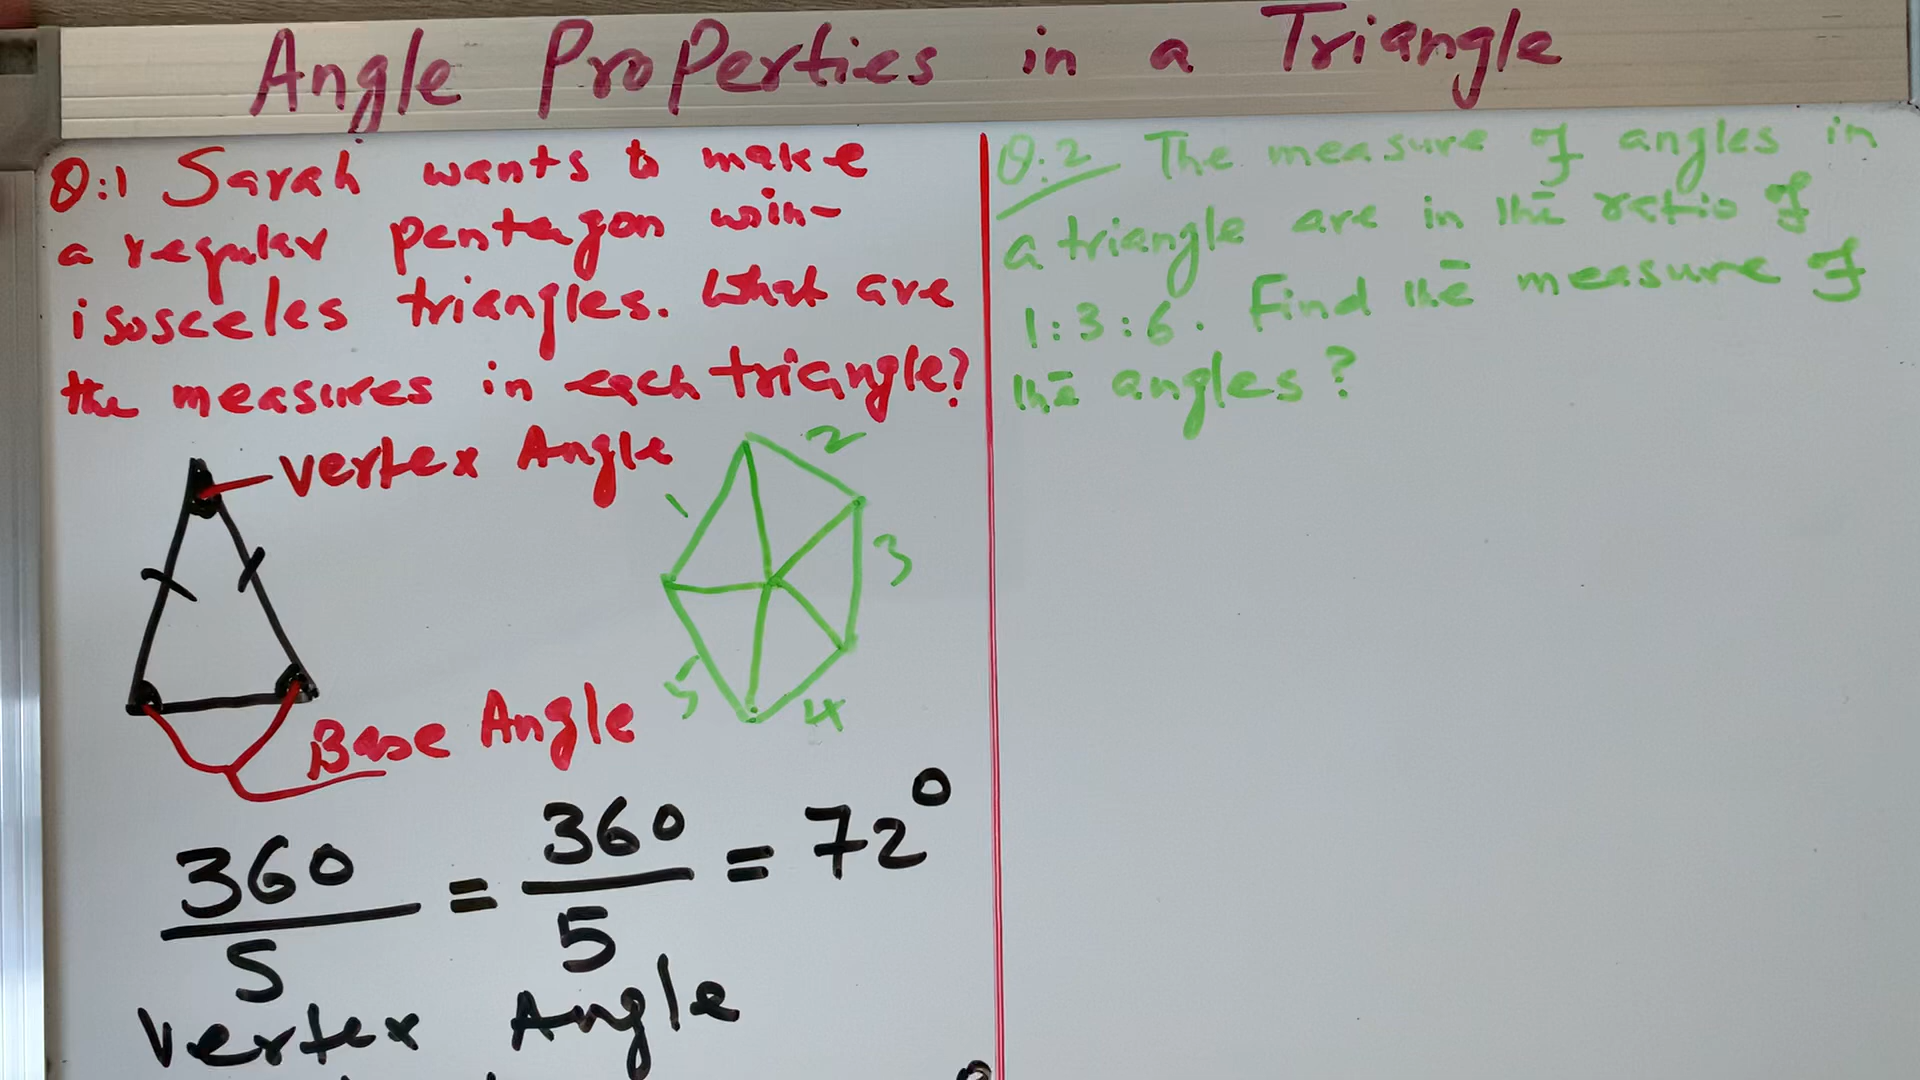 Angle Properties in a Triangle
Q:1 Sarah wants to make
a regular pentagon win-
isosceles triangles. What are
the measures in each triangle?
Vertex Angle
1
2
3
4
5
Base Angle
360/5 = 360/5 = 72°
Vertex Angle
Q:2 The measure of angles in
a triangle are in the ratio of
1:3:6. Find the measure of
the angles?